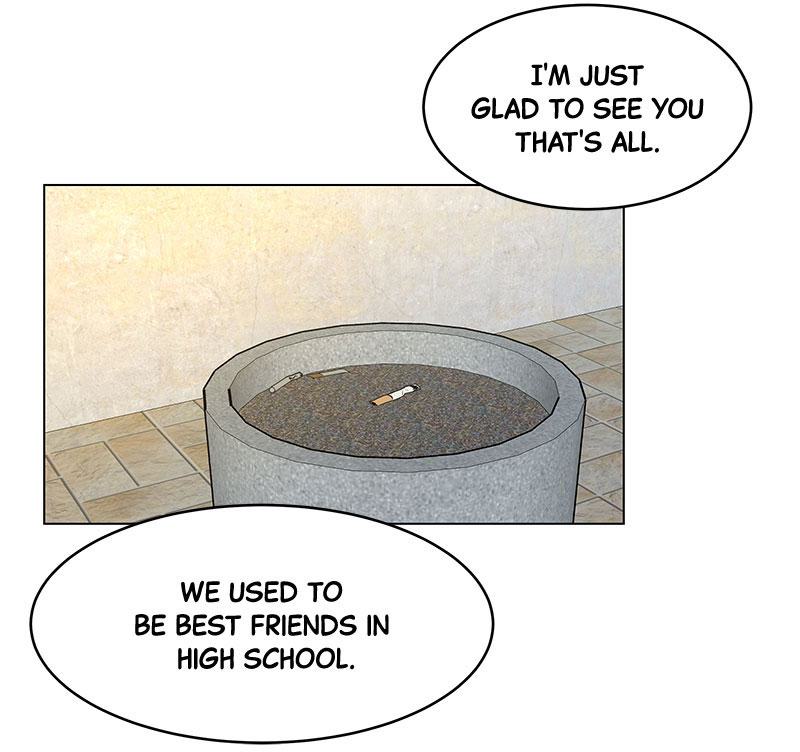 I'M JUST
GLAD TO SEE YOU
THAT'S ALL.
WE USED TO
BE BEST FRIENDS IN
HIGH SCHOOL.